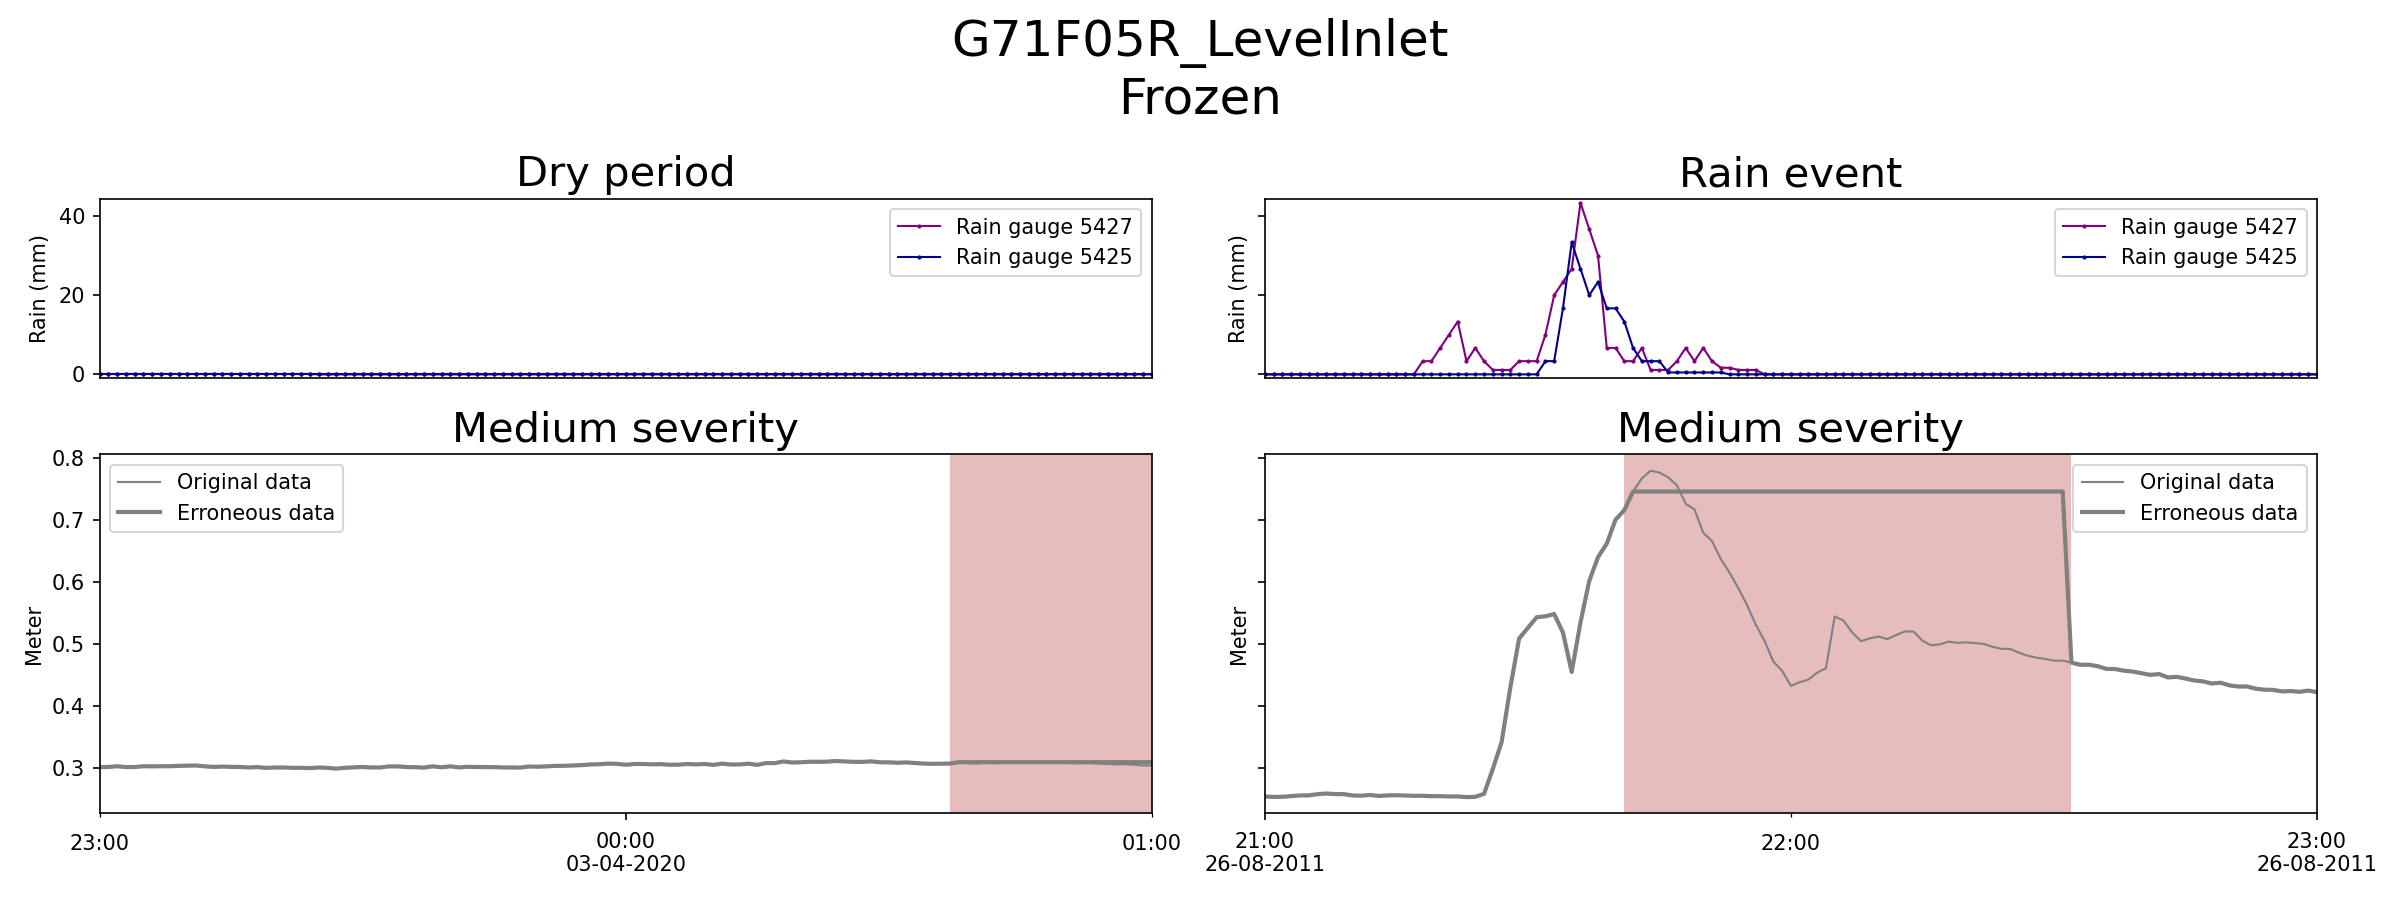 G71F05R_LevelInlet
Frozen
Dry period
Rain (mm)
40
20
0
Rain gauge 5427
Rain gauge 5425
Rain event
Rain (mm)
Rain gauge 5427
Rain gauge 5425
Medium severity
Meter
0.8
0.7
0.6
0.5
0.4
0.3
Original data
Erroneous data
23:00
00:00
03-04-2020
01:00
Medium severity
Meter
Original data
Erroneous data
21:00
26-08-2011
22:00
23:00
26-08-2011